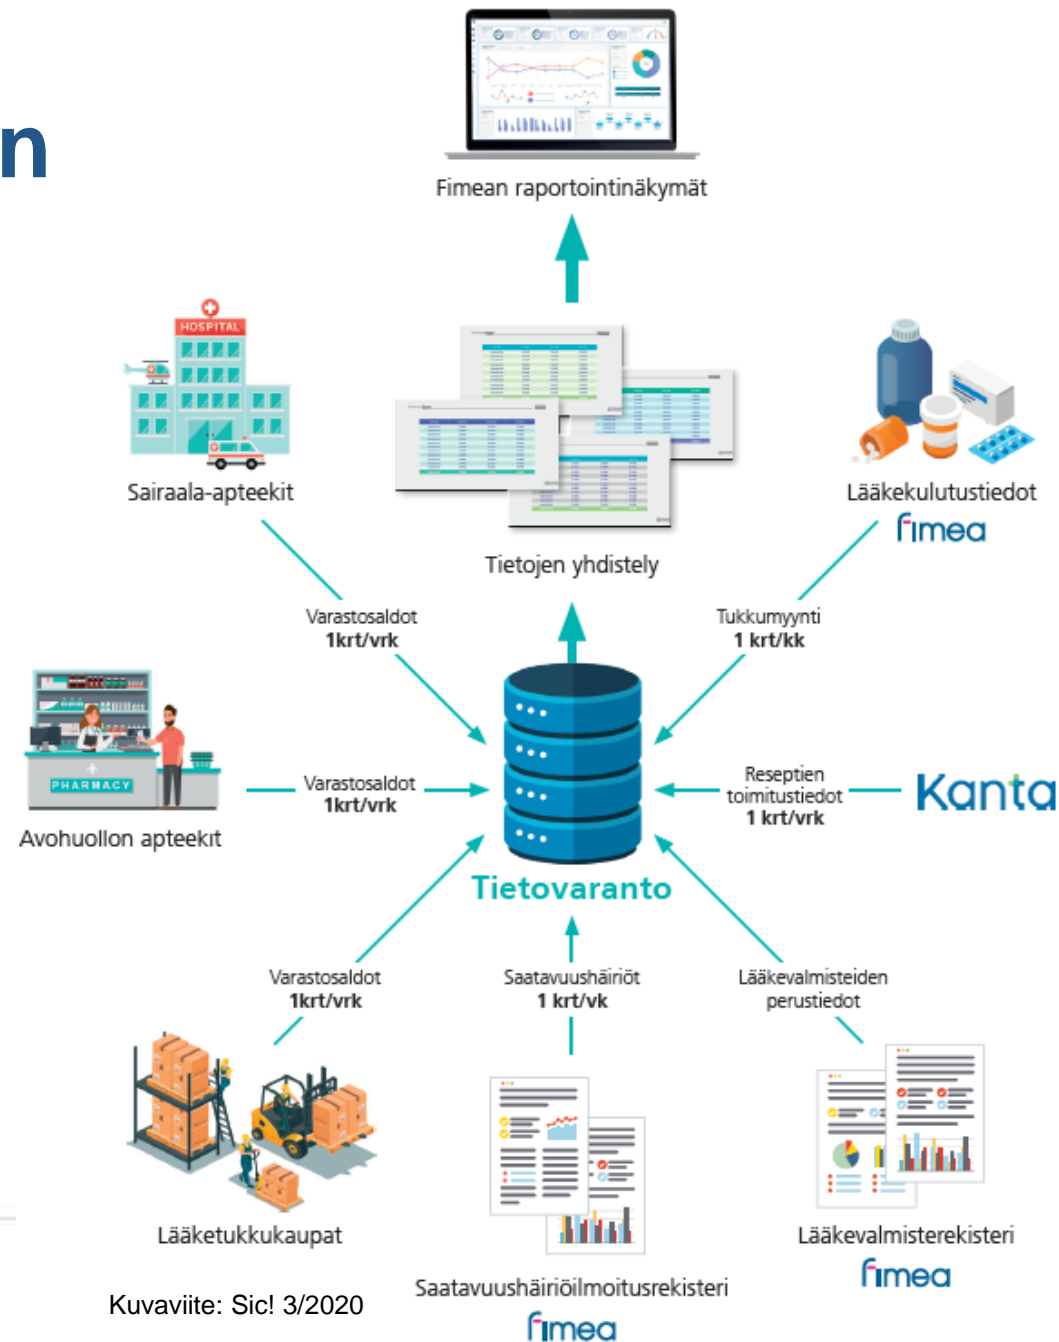 n
Fimean raportointinäkymät
HOSPITAL
Sairaala-apteekit
Tietojen yhdistely
Lääkekulutustiedot
fimea
Varastosaldot
1krt/vrk
Tukkumyynti
1 krt/kk
PHARMACY
Avohuollon apteekit
Varastosaldot
1krt/vrk
Reseptien
toimitustiedot
1 krt/vrk
Kanta
Tietovaranto
Varastosaldot
1krt/vrk
Saatavuushäiriöt
1 krt/vk
Lääkevalmisteiden
perustiedot
Lääketukkukaupat
Saatavuushäiriöilmoitusrekisteri
fimea
Lääkevalmisterekisteri
fimea
Kuvaviite: Sic! 3/2020